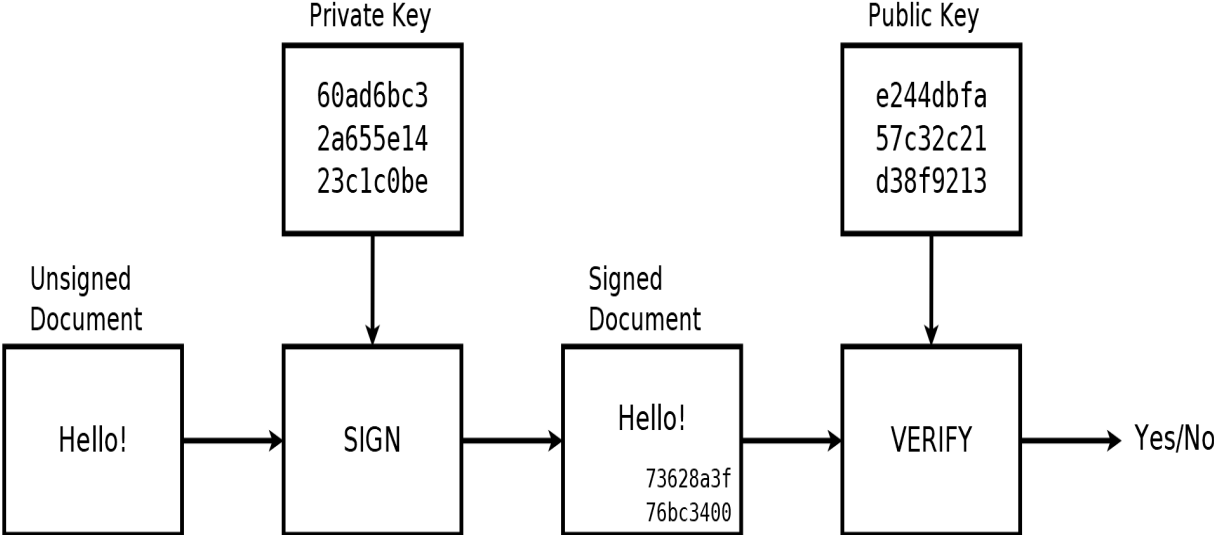 Private Key
60ad6bc3
2a655e14
23c1c0be
Public Key
e244dbfa
57c32c21
d38f9213
Unsigned
Document
Hello!
SIGN
Signed
Document
Hello!
73628a3f
76bc3400
VERIFY
Yes/No